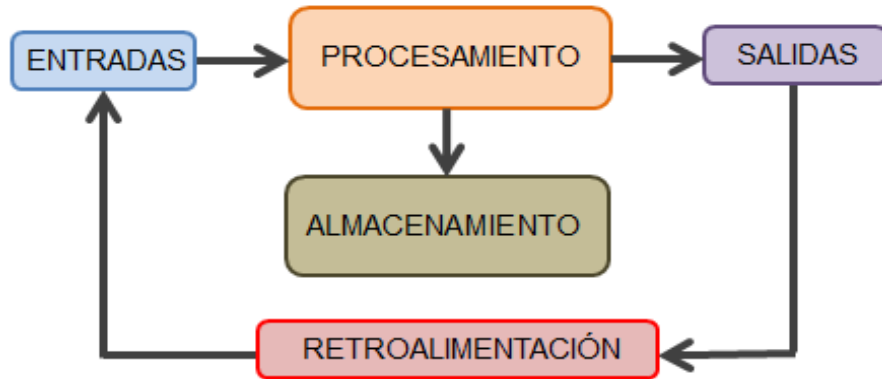 ENTRADAS
PROCESAMIENTO
SALIDAS
ALMACENAMIENTO
RETROALIMENTACIÓN